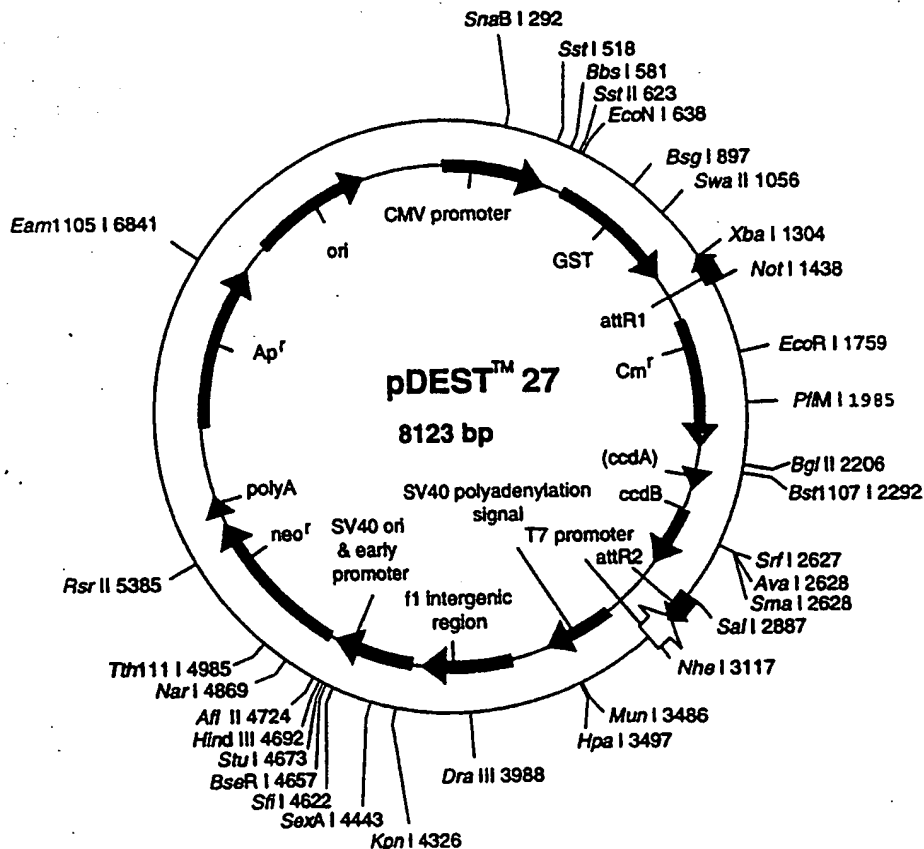 SnaB I 292
Sst I 518
Bbs I 581
Sst II 623
EcoN I 638
Bsg I 897
Swa II 1056
Xba I 1304
Not I 1438
EcoR I 1759
PflM I 1985
Bgl II 2206
Bst1107 I 2292
Srf I 2627
Ava I 2628
Sma I 2628
Sal I 2887
Nhe I 3117
Mun I 3486
Hpa I 3497
Dra III 3988
Kpn I 4326
SexA I 4443
Sfi I 4622
BseR I 4657
Stu I 4673
Hind III 4692
Afl II 4724
Nar I 4869
Tth111 I 4985
Rsr II 5385
Eam1105 I 6841
CMV promoter
GST
attR1
Cmʳ
(ccdA)
ccdB
attR2
T7 promoter
SV40 polyadenylation
signal
f1 intergenic
region
SV40 ori
& early
promoter
neoʳ
polyA
Apʳ
ori
pDEST™ 27
8123 bp